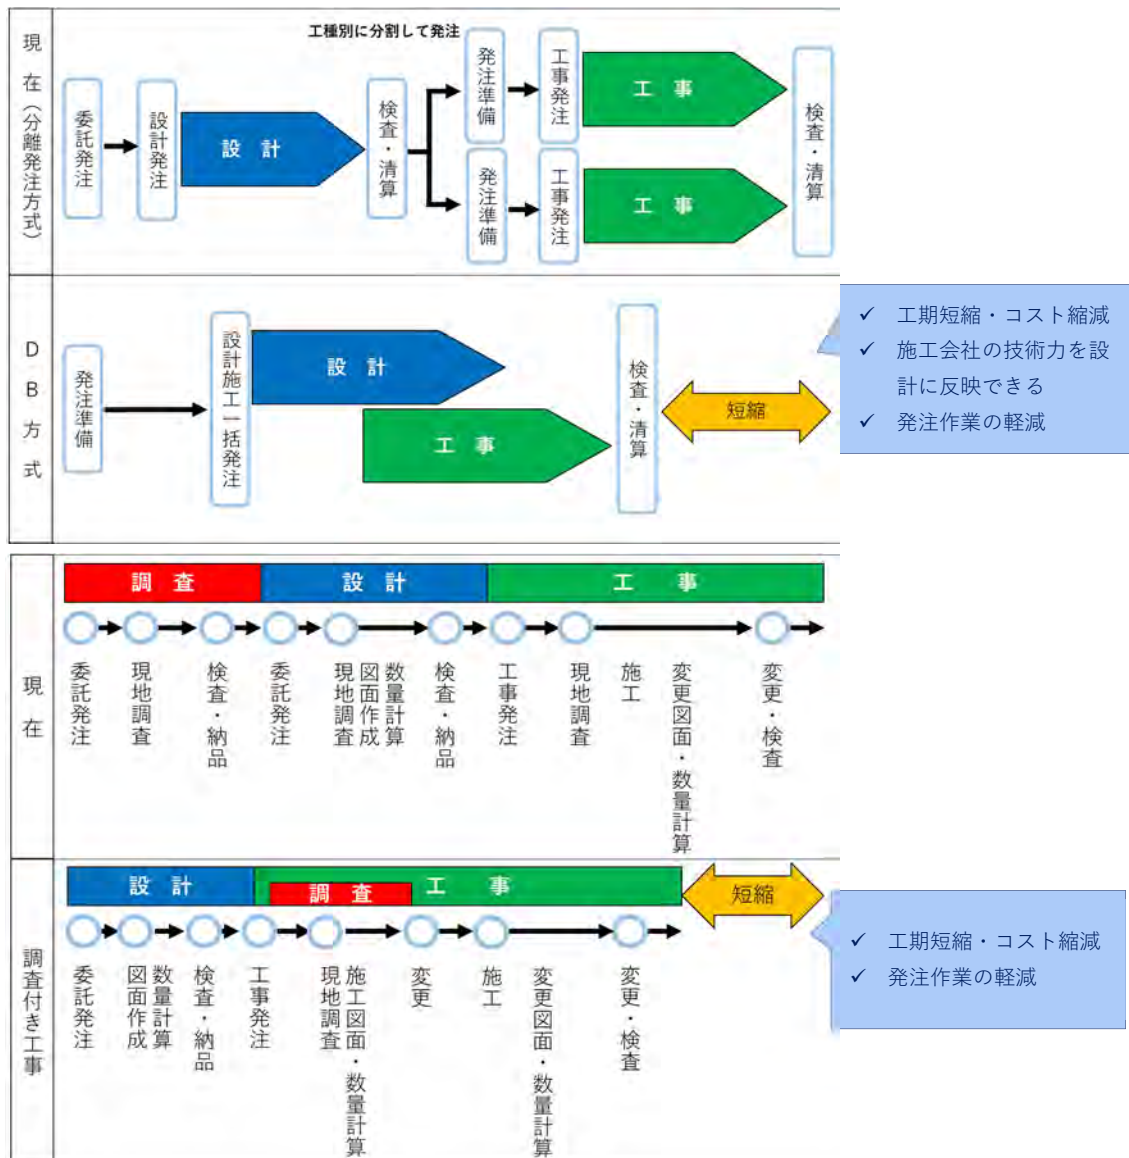 現在（分離発注方式）
工種別に分割して発注
委託発注
設計発注
設計
検査・清算
発注準備
工事発注
工事
発注準備
工事発注
工事
検査・清算
DB方式
発注準備
設計施工一括発注
設計
工事
検査・清算
短縮
✓ 工期短縮・コスト縮減
✓ 施工会社の技術力を設
計に反映できる
✓ 発注作業の軽減
現在
調査
設計
工事
委託発注
現地調査
検査・納品
委託発注
現地調査
図面作成
数量計算
検査・納品
工事発注
現地調査
施工
変更図面・数量計算
変更・検査
調査付き工事
設計
調査
工事
短縮
委託発注
図面作成
数量計算
検査・納品
工事発注
現地調査
施工図面・数量計算
変更
施工
変更図面・数量計算
変更・検査
✓ 工期短縮・コスト縮減
✓ 発注作業の軽減